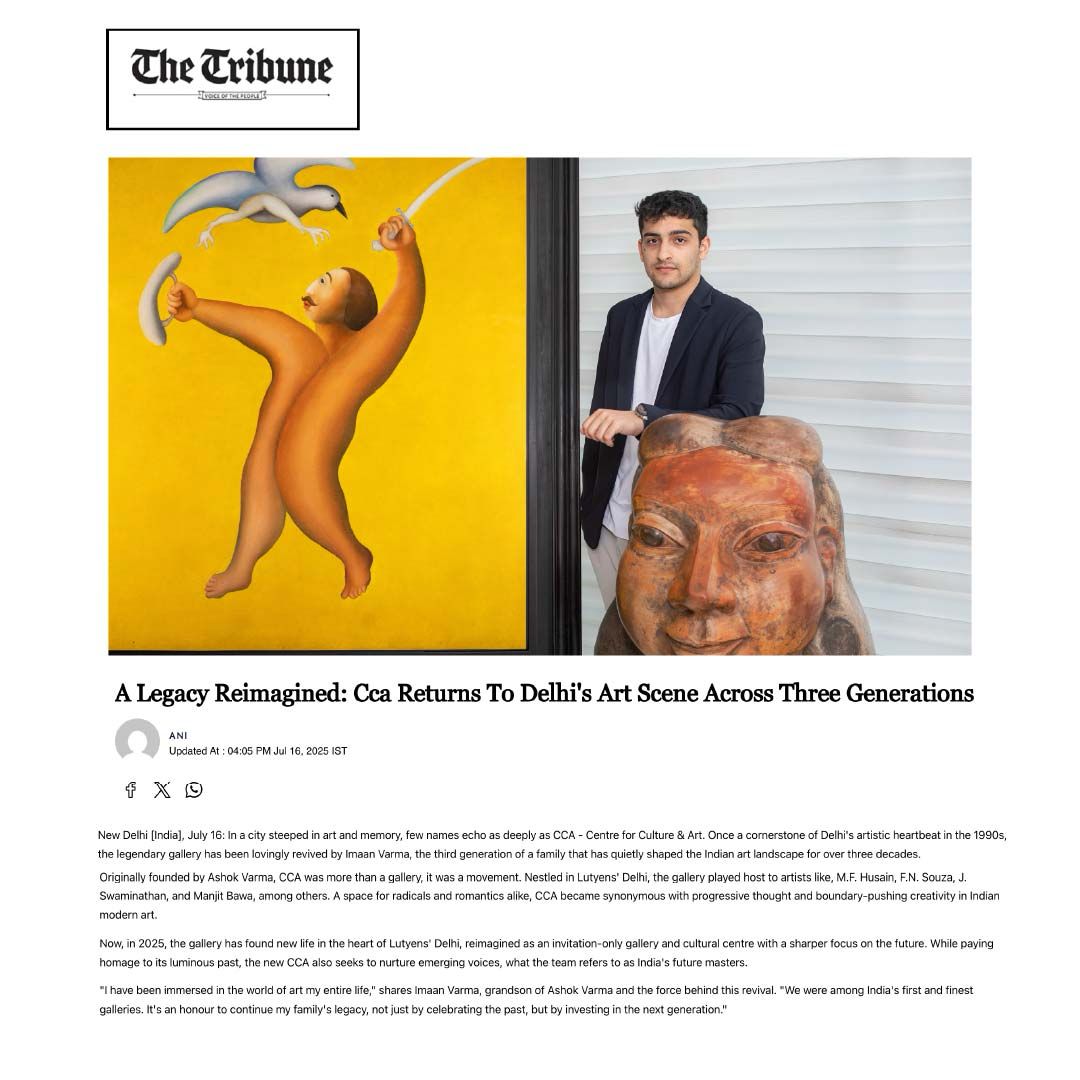 The Tribune
VOICE OF THE PEOPLE
A Legacy Reimagined: Cca Returns To Delhi's Art Scene Across Three Generations
ANI
Updated At : 04:05 PM Jul 16, 2025 IST
New Delhi [India], July 16: In a city steeped in art and memory, few names echo as deeply as CCA - Centre for Culture & Art. Once a cornerstone of Delhi's artistic heartbeat in the 1990s,
the legendary gallery has been lovingly revived by Imaan Varma, the third generation of a family that has quietly shaped the Indian art landscape for over three decades.
Originally founded by Ashok Varma, CCA was more than a gallery, it was a movement. Nestled in Lutyens' Delhi, the gallery played host to artists like, M.F. Husain, F.N. Souza, J.
Swaminathan, and Manjit Bawa, among others. A space for radicals and romantics alike, CCA became synonymous with progressive thought and boundary-pushing creativity in Indian
modern art.
Now, in 2025, the gallery has found new life in the heart of Lutyens' Delhi, reimagined as an invitation-only gallery and cultural centre with a sharper focus on the future. While paying
homage to its luminous past, the new CCA also seeks to nurture emerging voices, what the team refers to as India's future masters.
"I have been immersed in the world of art my entire life," shares Imaan Varma, grandson of Ashok Varma and the force behind this revival. "We were among India's first and finest
galleries. It's an honour to continue my family's legacy, not just by celebrating the past, but by investing in the next generation."